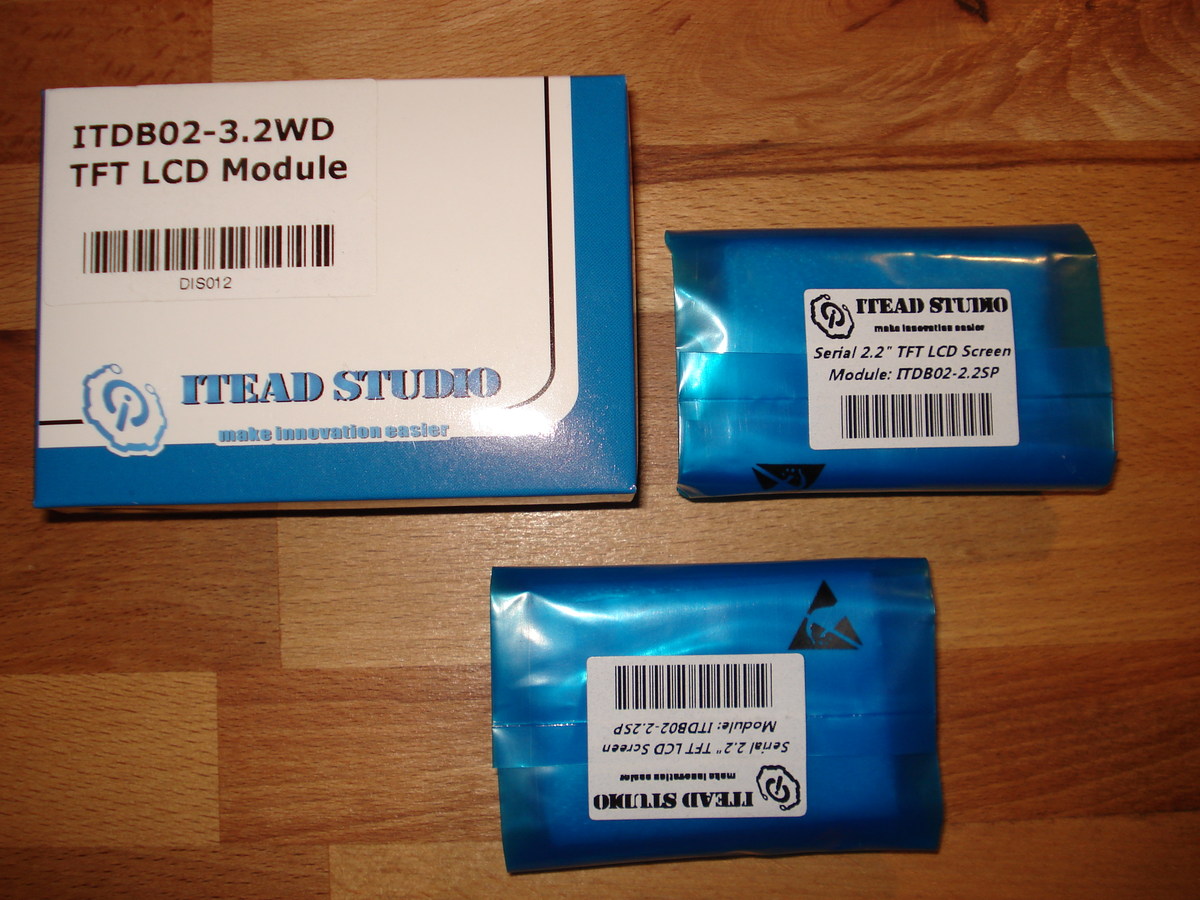 ITDB02-3.2WD
TFT LCD Module
DIS012
ITEAD STUDIO
make innovation easier
ITEAD STUDIO
make innovation easier
Serial 2.2" TFT LCD Screen
Module: ITDB02-2.2SP
ITEAD STUDIO
make innovation easier
Serial 2.2" TFT LCD Screen
Module: ITDB02-2.2SP